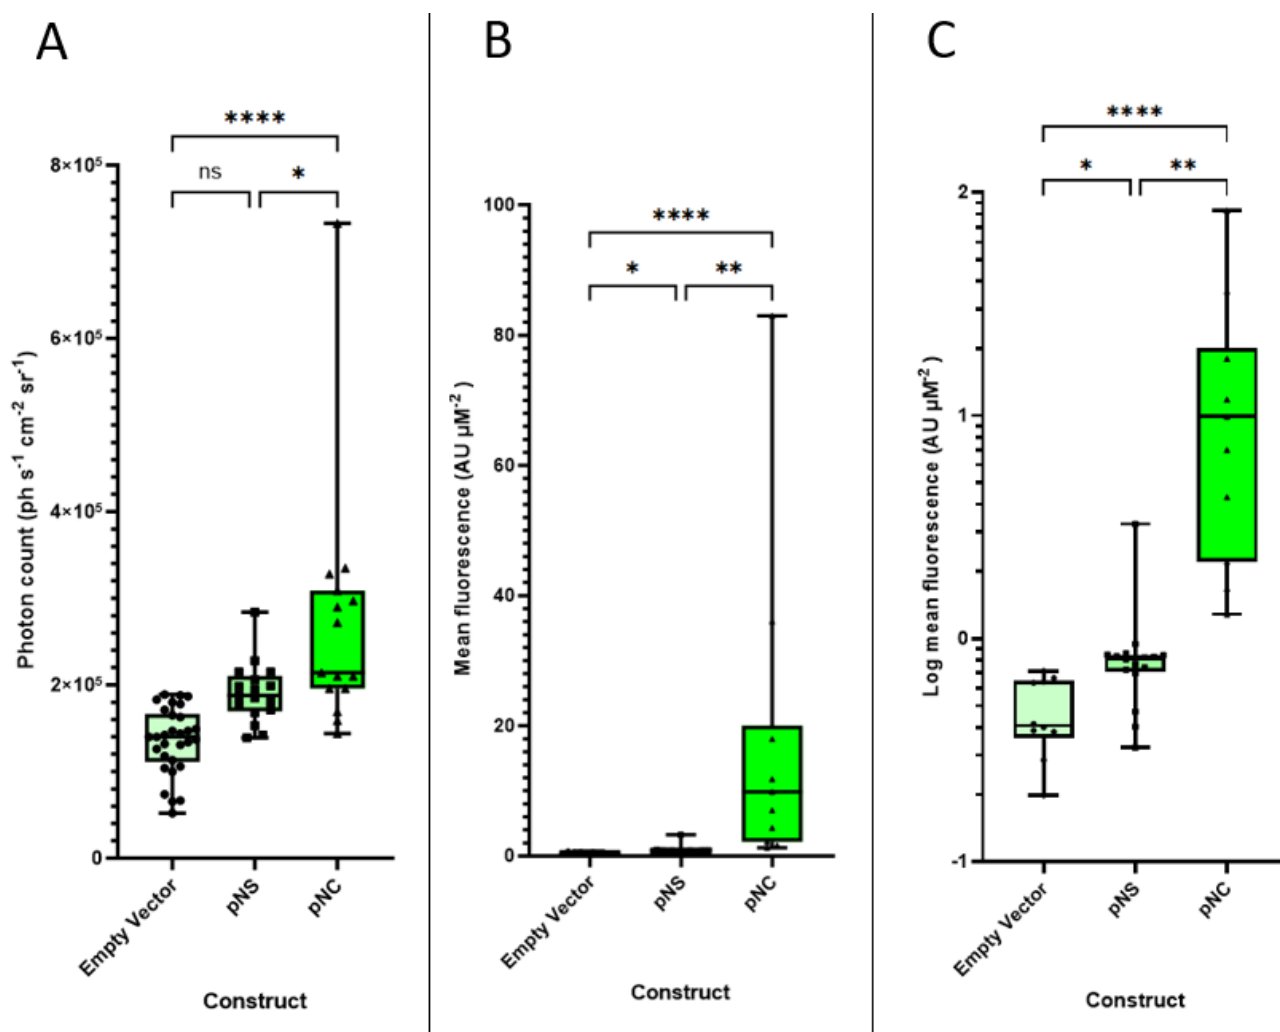 A
****
ns
*
8×10⁵
6×10⁵
4×10⁵
2×10⁵
0
Photon count (ph s⁻¹ cm⁻² sr⁻¹)
Empty Vector
pNS
pNC
Construct
B
****
*
**
100
80
60
40
20
0
Mean fluorescence (AU µM⁻² )
Empty Vector
pNS
pNC
Construct
C
****
*
**
2
1
0
-1
Log mean fluorescence (AU µM⁻² )
Empty Vector
pNS
pNC
Construct